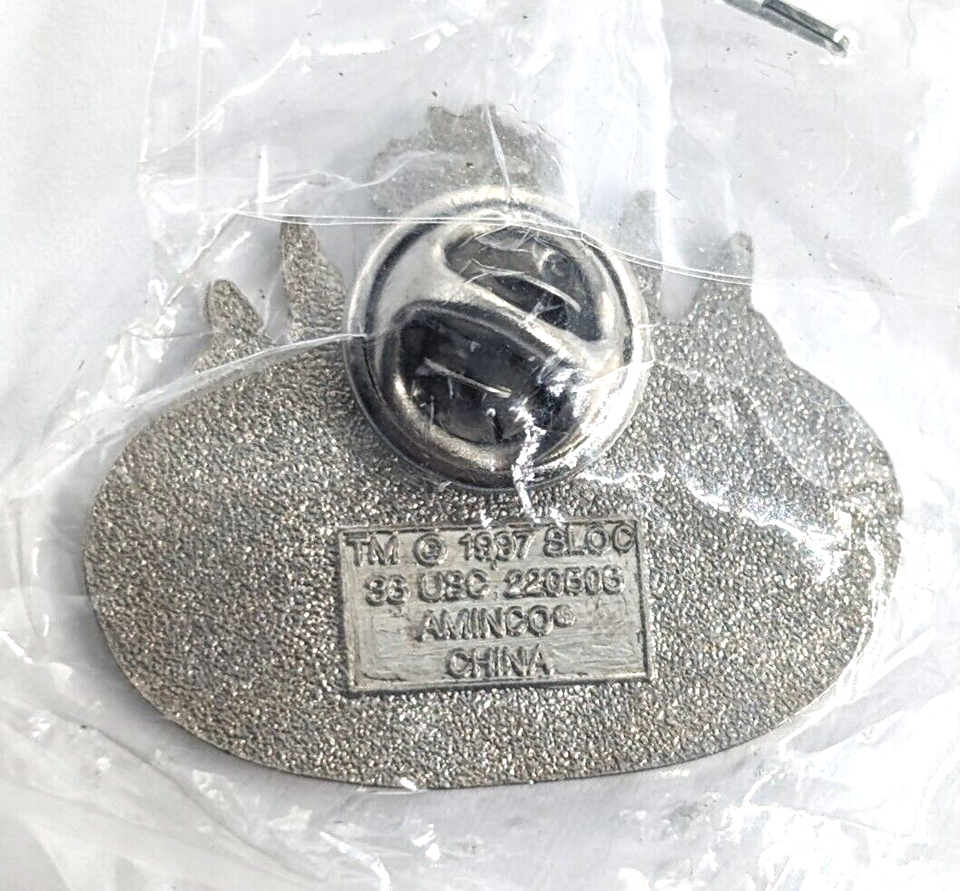 TM © 1997 SLOC
36 USC 220506
AMINCO®
CHINA